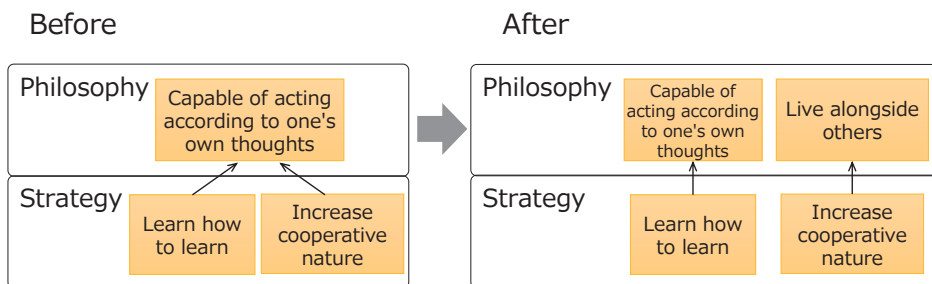 Before
Philosophy
Capable of acting
according to one's
own thoughts
Strategy
Learn how
to learn
Increase
cooperative
nature
After
Philosophy
Capable of
acting according
to one's own
thoughts
Live alongside
others
Strategy
Learn how
to learn
Increase
cooperative
nature